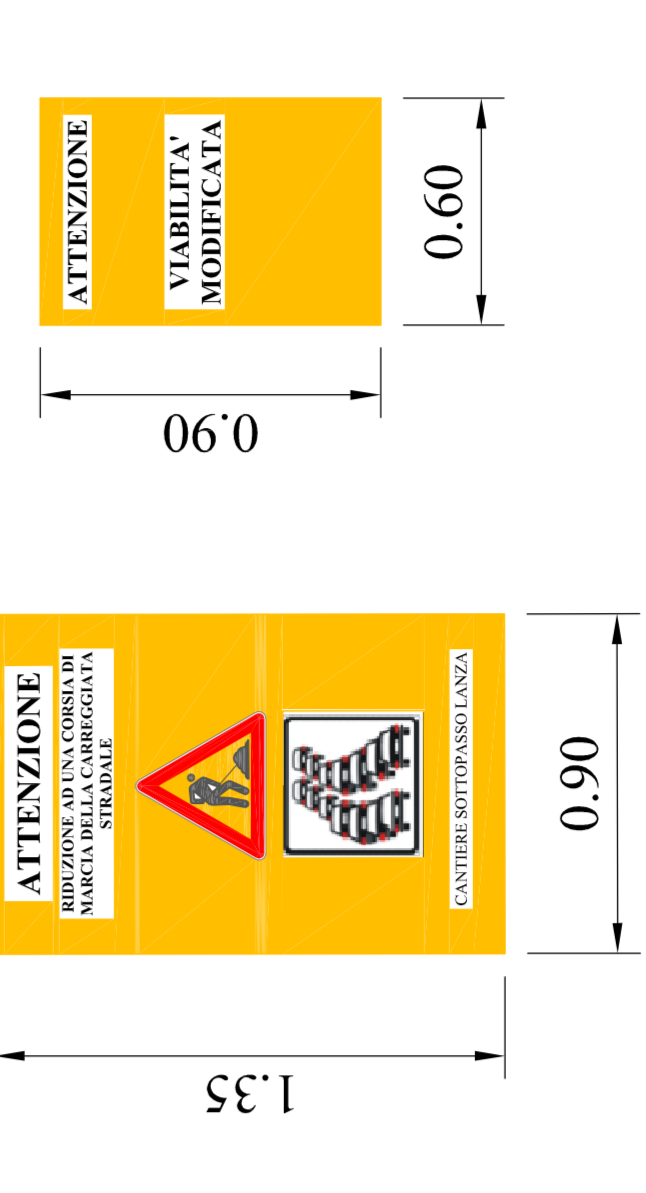 ATTENZIONE
VIABILITA'
MODIFICATA
0.60
0.90
ATTENZIONE
RIDUZIONE AD UNA CORSIA DI
MARCIA DELLA CARREGGIATA
STRADALE
CANTIERE SOTTOPASSO LANZA
0.90
1.35